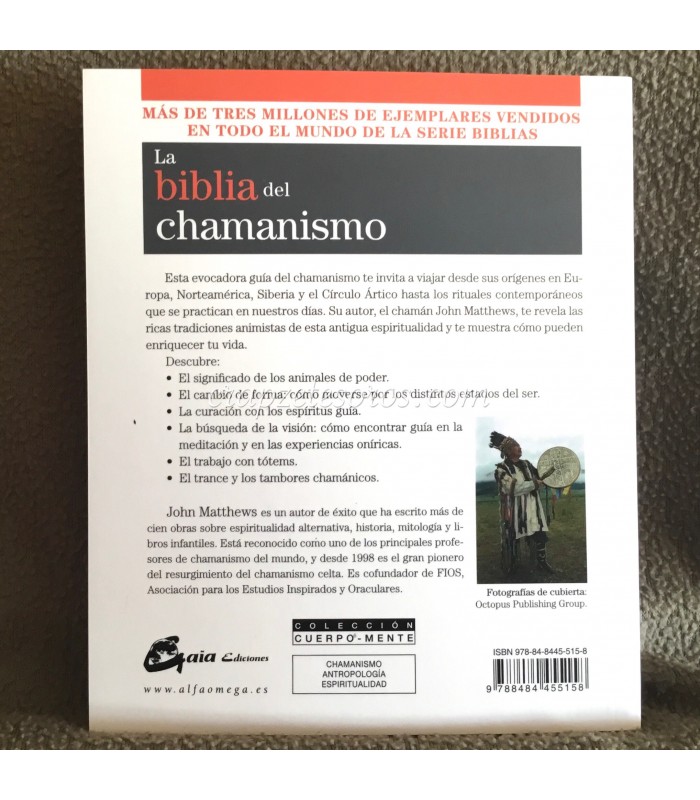 MÁS DE TRES MILLONES DE EJEMPLARES VENDIDOS
EN TODO EL MUNDO DE LA SERIE BIBLIAS
La
biblia del
chamanismo
Esta evocadora guía del chamanismo te invita a viajar desde sus orígenes en Eu-
ropa, Norteamérica, Siberia y el Círculo Ártico hasta los rituales contemporáneos
que se practican en nuestros días. Su autor, el chamán John Matthews, te revela las
ricas tradiciones animistas de esta antigua espiritualidad y te muestra cómo pueden
enriquecer tu vida.
Descubre:
• El significado de los animales de poder.
• El cambio de forma: cómo moverse por los distintos estados del ser.
• La curación con los espíritus guía.
• La búsqueda de la visión: cómo encontrar guía en la
meditación y en las experiencias oníricas.
• El trabajo con tótems.
• El trance y los tambores chamánicos.
John Matthews es un autor de éxito que ha escrito más de
cien obras sobre espiritualidad alternativa, historia, mitología y li-
bros infantiles. Está reconocido como uno de los principales profe-
sores de chamanismo del mundo, y desde 1998 es el gran pionero
del resurgimiento del chamanismo celta. Es cofundador de FIOS,
Asociación para los Estudios Inspirados y Oraculares.
Fotografías de cubierta:
Octopus Publishing Group.
Gaia Ediciones
www.alfaomega.es
COLECCIÓN
CUERPO-MENTE
CHAMANISMO
ANTROPOLOGÍA
ESPIRITUALIDAD
ISBN 978-84-8445-515-8
9 788484 455158